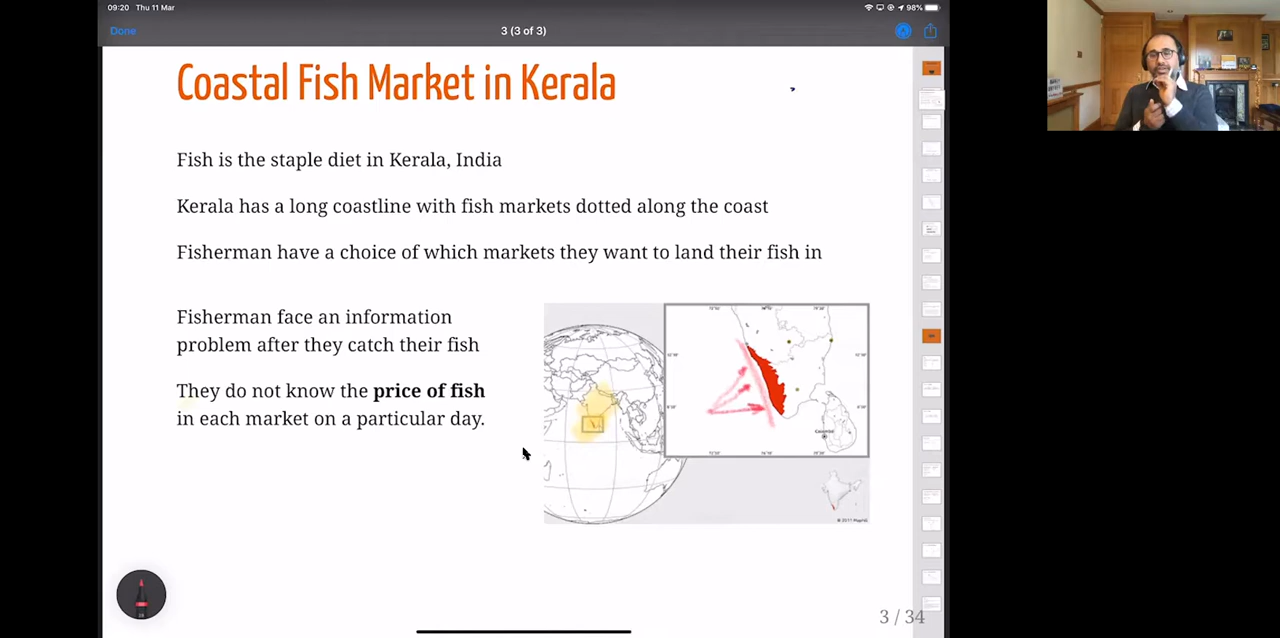 09:20 Thu 11 Mar
98%
Done
3 (3 of 3)
Coastal Fish Market in Kerala
Fish is the staple diet in Kerala, India
Kerala has a long coastline with fish markets dotted along the coast
Fisherman have a choice of which markets they want to land their fish in
Fisherman face an information
problem after they catch their fish
They do not know the price of fish
in each market on a particular day.
3 / 34